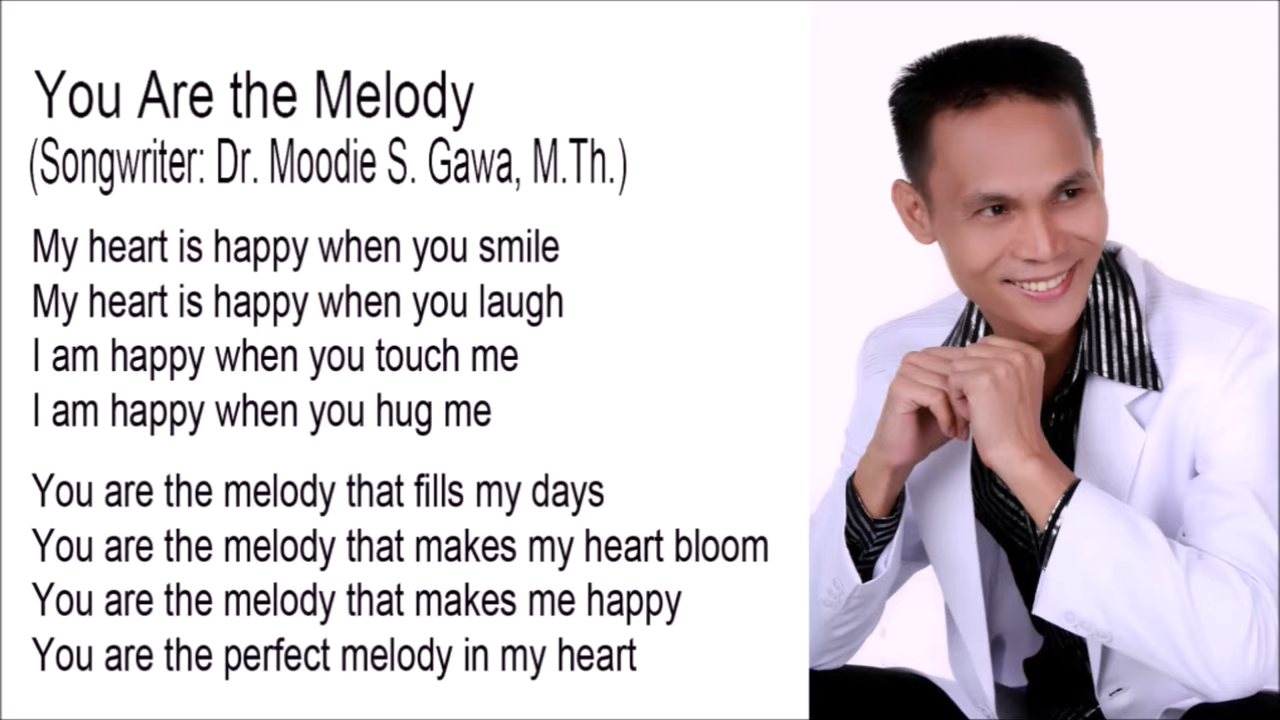 You Are the Melody
(Songwriter: Dr. Moodie S. Gawa, M.Th.)
My heart is happy when you smile
My heart is happy when you laugh
I am happy when you touch me
I am happy when you hug me
You are the melody that fills my days
You are the melody that makes my heart bloom
You are the melody that makes me happy
You are the perfect melody in my heart